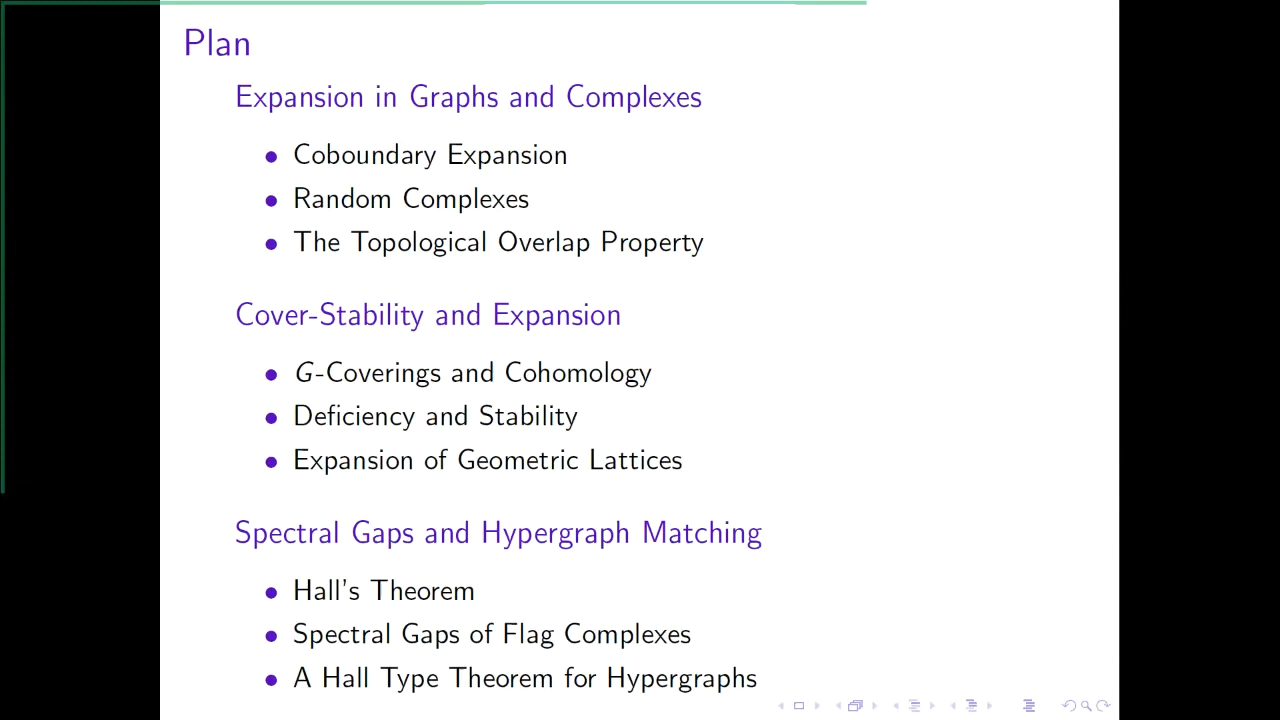 Plan
Expansion in Graphs and Complexes
• Coboundary Expansion
• Random Complexes
• The Topological Overlap Property
Cover-Stability and Expansion
• G-Coverings and Cohomology
• Deficiency and Stability
• Expansion of Geometric Lattices
Spectral Gaps and Hypergraph Matching
• Hall's Theorem
• Spectral Gaps of Flag Complexes
• A Hall Type Theorem for Hypergraphs